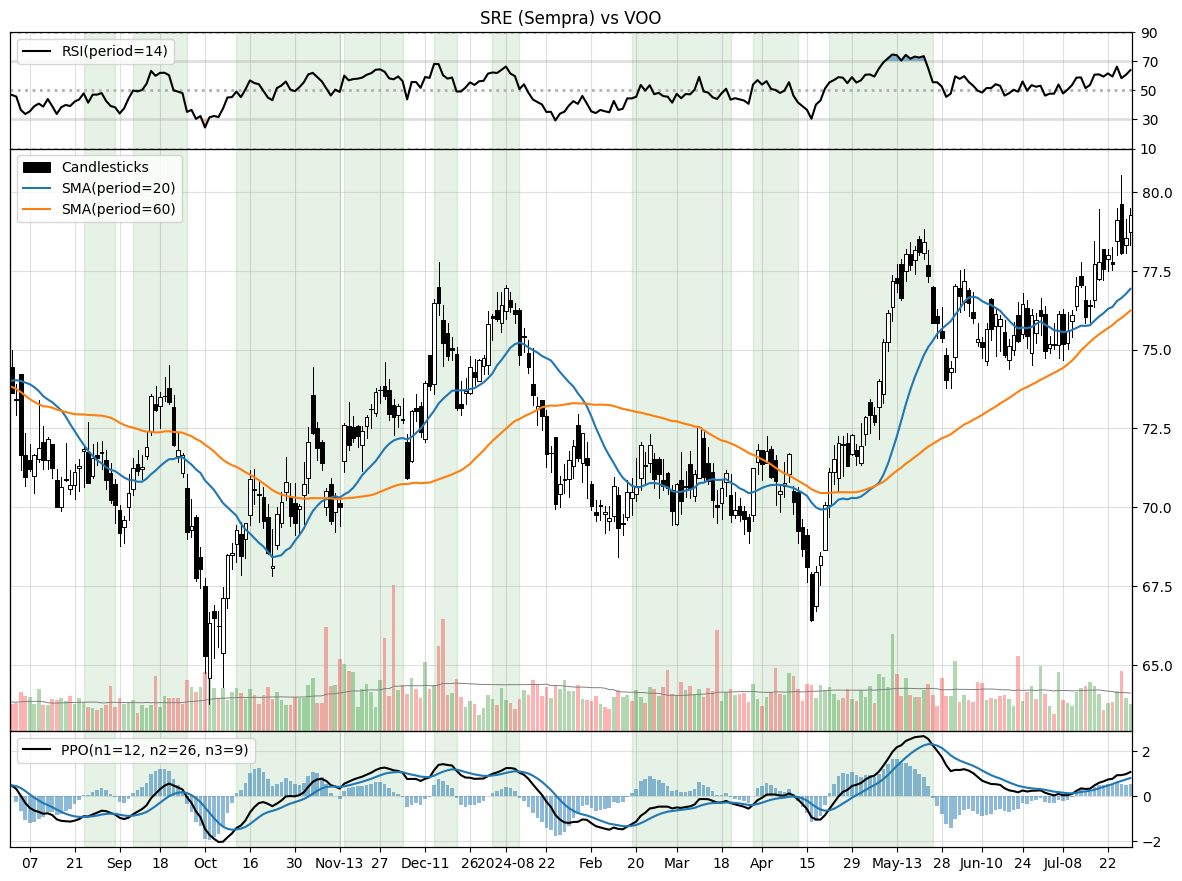 SRE (Sempra) vs VOO
RSI(period=14)
90
70
50
30
10
Candlesticks
SMA(period=20)
SMA(period=60)
80.0
77.5
75.0
72.5
70.0
67.5
65.0
PPO(n1=12, n2=26, n3=9)
2
0
−2
07 21 Sep 18 Oct 16 30 Nov-13 27 Dec-11 26 2024-08 22 Feb 20 Mar 18 Apr 15 29 May-13 28 Jun-10 24 Jul-08 22